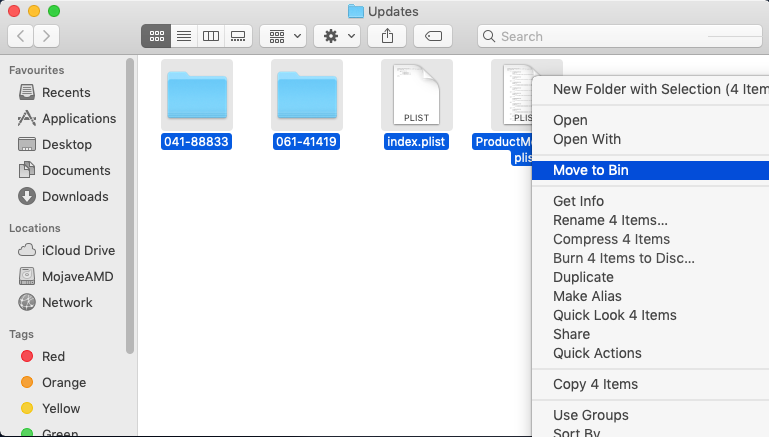 Updates
Search
Favourites
Recents
Applications
Desktop
Documents
Downloads
Locations
iCloud Drive
MojaveAMD
Network
Tags
Red
Orange
Yellow
Green
PLIST
PLIST
041-88833
061-41419
index.plist
ProductM
plis
New Folder with Selection (4 Item
Open
Open With
Move to Bin
Get Info
Rename 4 Items...
Compress 4 Items
Burn 4 Items to Disc...
Duplicate
Make Alias
Quick Look 4 Items
Share
Quick Actions
Copy 4 Items
Use Groups
Sort By